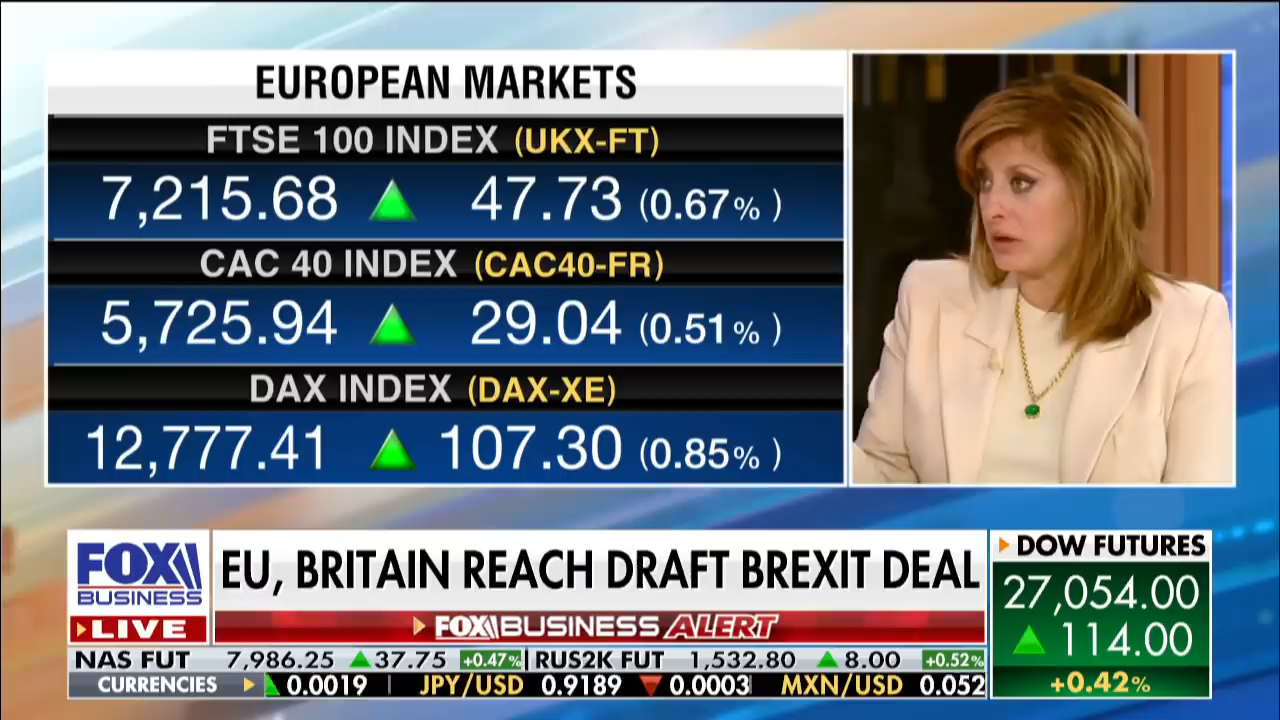 EUROPEAN MARKETS
FTSE 100 INDEX (UKX-FT)
7,215.68 47.73 (0.67%)
CAC 40 INDEX (CAC40-FR)
5,725.94 29.04 (0.51%)
DAX INDEX (DAX-XE)
12,777.41 107.30 (0.85%)
FOX
BUSINESS
LIVE
EU, BRITAIN REACH DRAFT BREXIT DEAL
FOX BUSINESS ALERT
DOW FUTURES
27,054.00
114.00
+0.42%
NAS FUT 7,986.25 37.75 +0.47% RUS2K FUT 1,532.80 8.00 +0.52%
CURRENCIES 0.0019 JPY/USD 0.9189 0.0003 MXN/USD 0.052